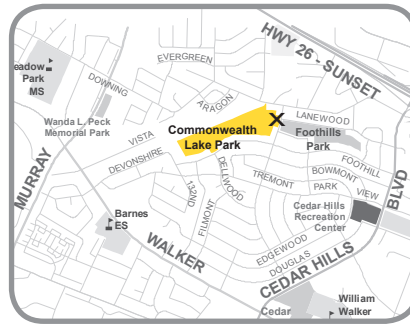 HWY 26 - SUNSET
EVERGREEN
eadow
Park
MS
DOWNING
ARAGON
LANEWOOD
Wanda L. Peck
Memorial Park
Commonwealth
Lake Park
X
Foothills
Park
VISTA
DEVONSHIRE
DELLWOOD
FOOTHILL
TREMONT
BOWMONT
PARK
VIEW
MURRAY
132ND
FILMONT
BLVD
Cedar Hills
Recreation
Center
Barnes
ES
WALKER
EDGEWOOD
DOUGLAS
CEDAR HILLS
William
Walker
Cedar